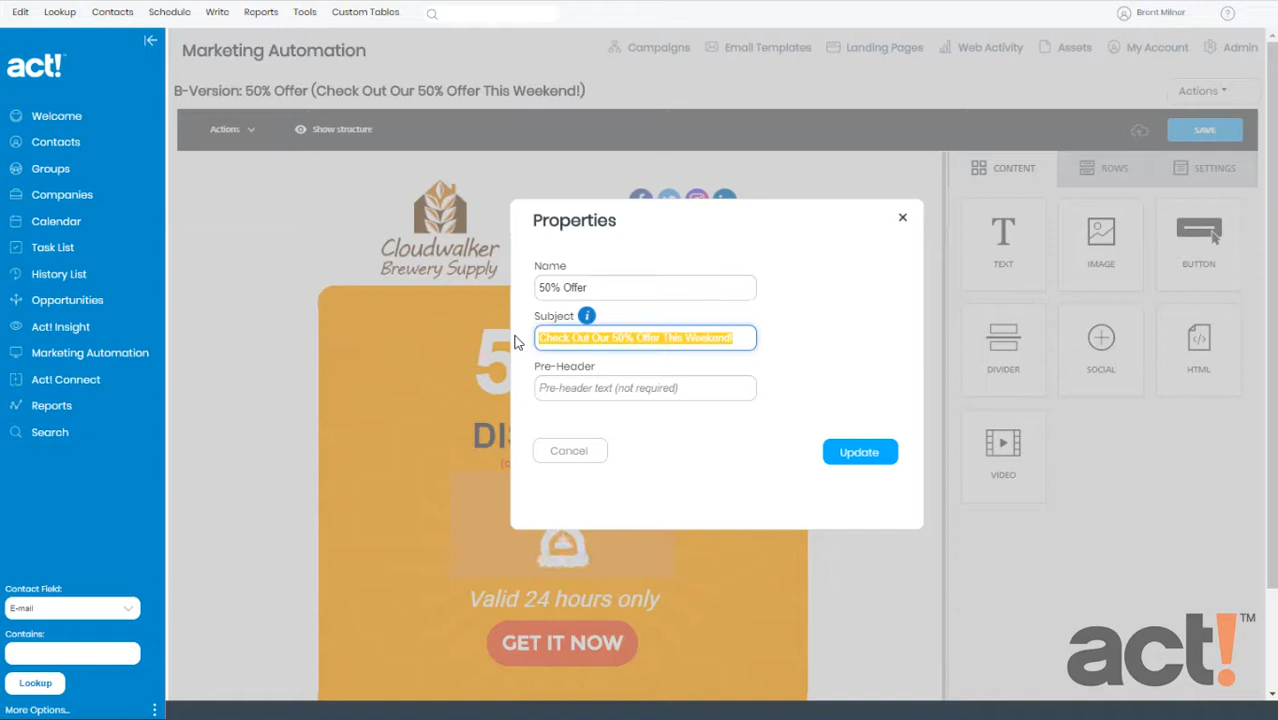 Edit Lookup Contacts Schedule Write Reports Tools Custom Tables
Brent Milner
?
act!
Marketing Automation
Campaigns Email Templates Landing Pages Web Activity Assets My Account Admin
B-Version: 50% Offer (Check Out Our 50% Offer This Weekend!)
Actions
Actions Show structure
SAVE
Welcome
Contacts
Groups
Companies
Calendar
Task List
History List
Opportunities
Act! Insight
Marketing Automation
Act! Connect
Reports
Search
Contact Field:
E-mail
Contains:
Lookup
More Options...
Cloudwalker
Brewery Supply
5
DI
Valid 24 hours only
GET IT NOW
Properties
×
Name
50% Offer
Subject i
Check Out Our 50% Offer This Weekend!
Pre-Header
Pre-header text (not required)
Cancel
Update
CONTENT ROWS SETTINGS
TEXT IMAGE BUTTON
DIVIDER SOCIAL HTML
VIDEO
act! TM